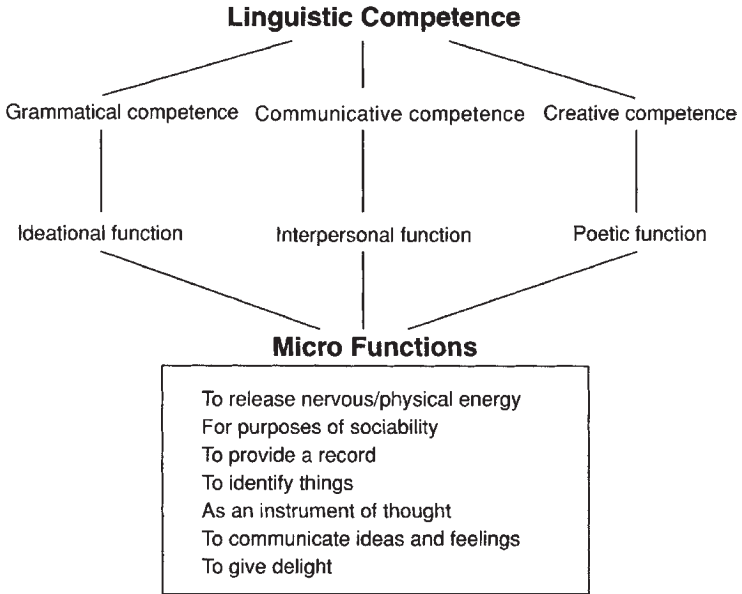 Linguistic Competence
Grammatical competence Communicative competence Creative competence
Ideational function Interpersonal function Poetic function
Micro Functions
To release nervous/physical energy
For purposes of sociability
To provide a record
To identify things
As an instrument of thought
To communicate ideas and feelings
To give delight